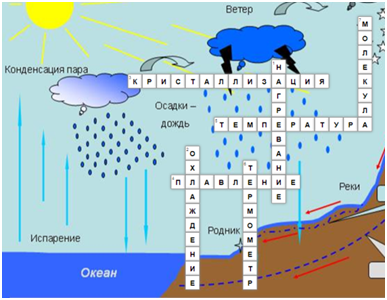 Ветер
МОЛЕКУЛА
Конденсация пара
КРИСТАЛЛИЗАЦИЯ
НАГРЕВАНИЕ
Осадки –
дождь
ТЕМПЕРАТУРА
ОХЛАЖДЕНИЕ
ПЛАВЛЕНИЕ
ТЕРМОМЕТР
Реки
Родник
Испарение
Океан